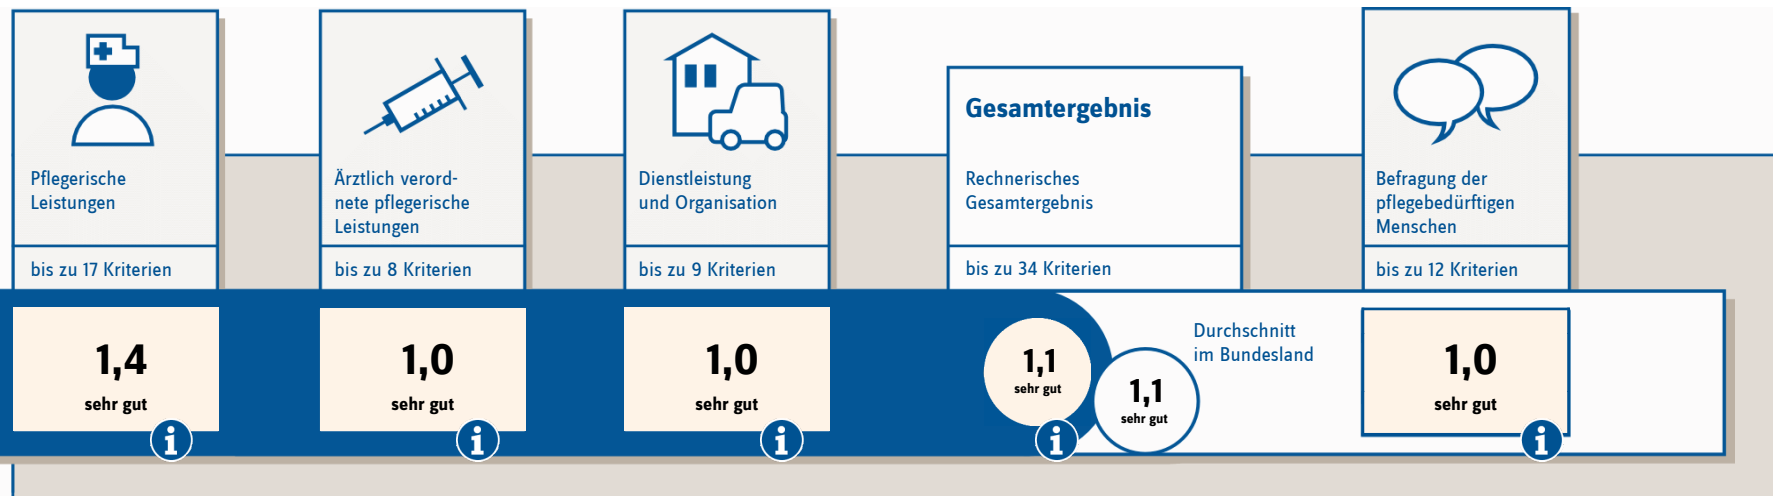 Pflegerische
Leistungen
bis zu 17 Kriterien
1,4
sehr gut
i
Ärztlich verord-
nete pflegerische
Leistungen
bis zu 8 Kriterien
1,0
sehr gut
i
Dienstleistung
und Organisation
bis zu 9 Kriterien
1,0
sehr gut
i
Gesamtergebnis
Rechnerisches
Gesamtergebnis
bis zu 34 Kriterien
1,1
sehr gut
i
Durchschnitt
im Bundesland
1,1
sehr gut
Befragung der
pflegebedürftigen
Menschen
bis zu 12 Kriterien
1,0
sehr gut
i